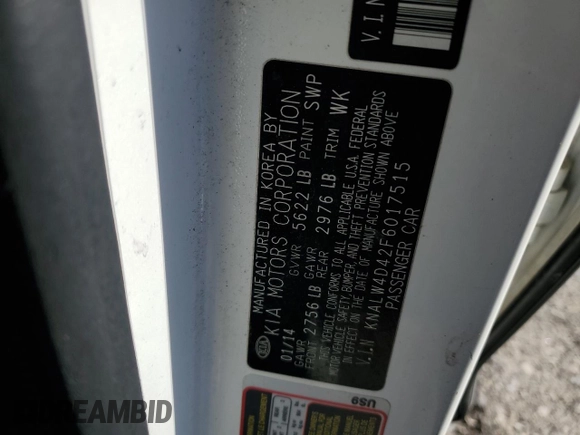 V.I.N
MANUFACTURED IN KOREA BY
KIA MOTORS CORPORATION
KIA
01/14 GVWR 5622 LB PAINT SWP
GAWR FRONT 2756 LB GAWR REAR 2976 LB TRIM WK
THIS VEHICLE CONFORMS TO ALL APPLICABLE U.S.A. FEDERAL
MOTOR VEHICLE SAFETY, BUMPER, AND THEFT PREVENTION STANDARDS
IN EFFECT ON THE DATE OF MANUFACTURE SHOWN ABOVE
V.I.N KNALW4D42F6017515
PASSENGER CAR
US9
DREAMBID